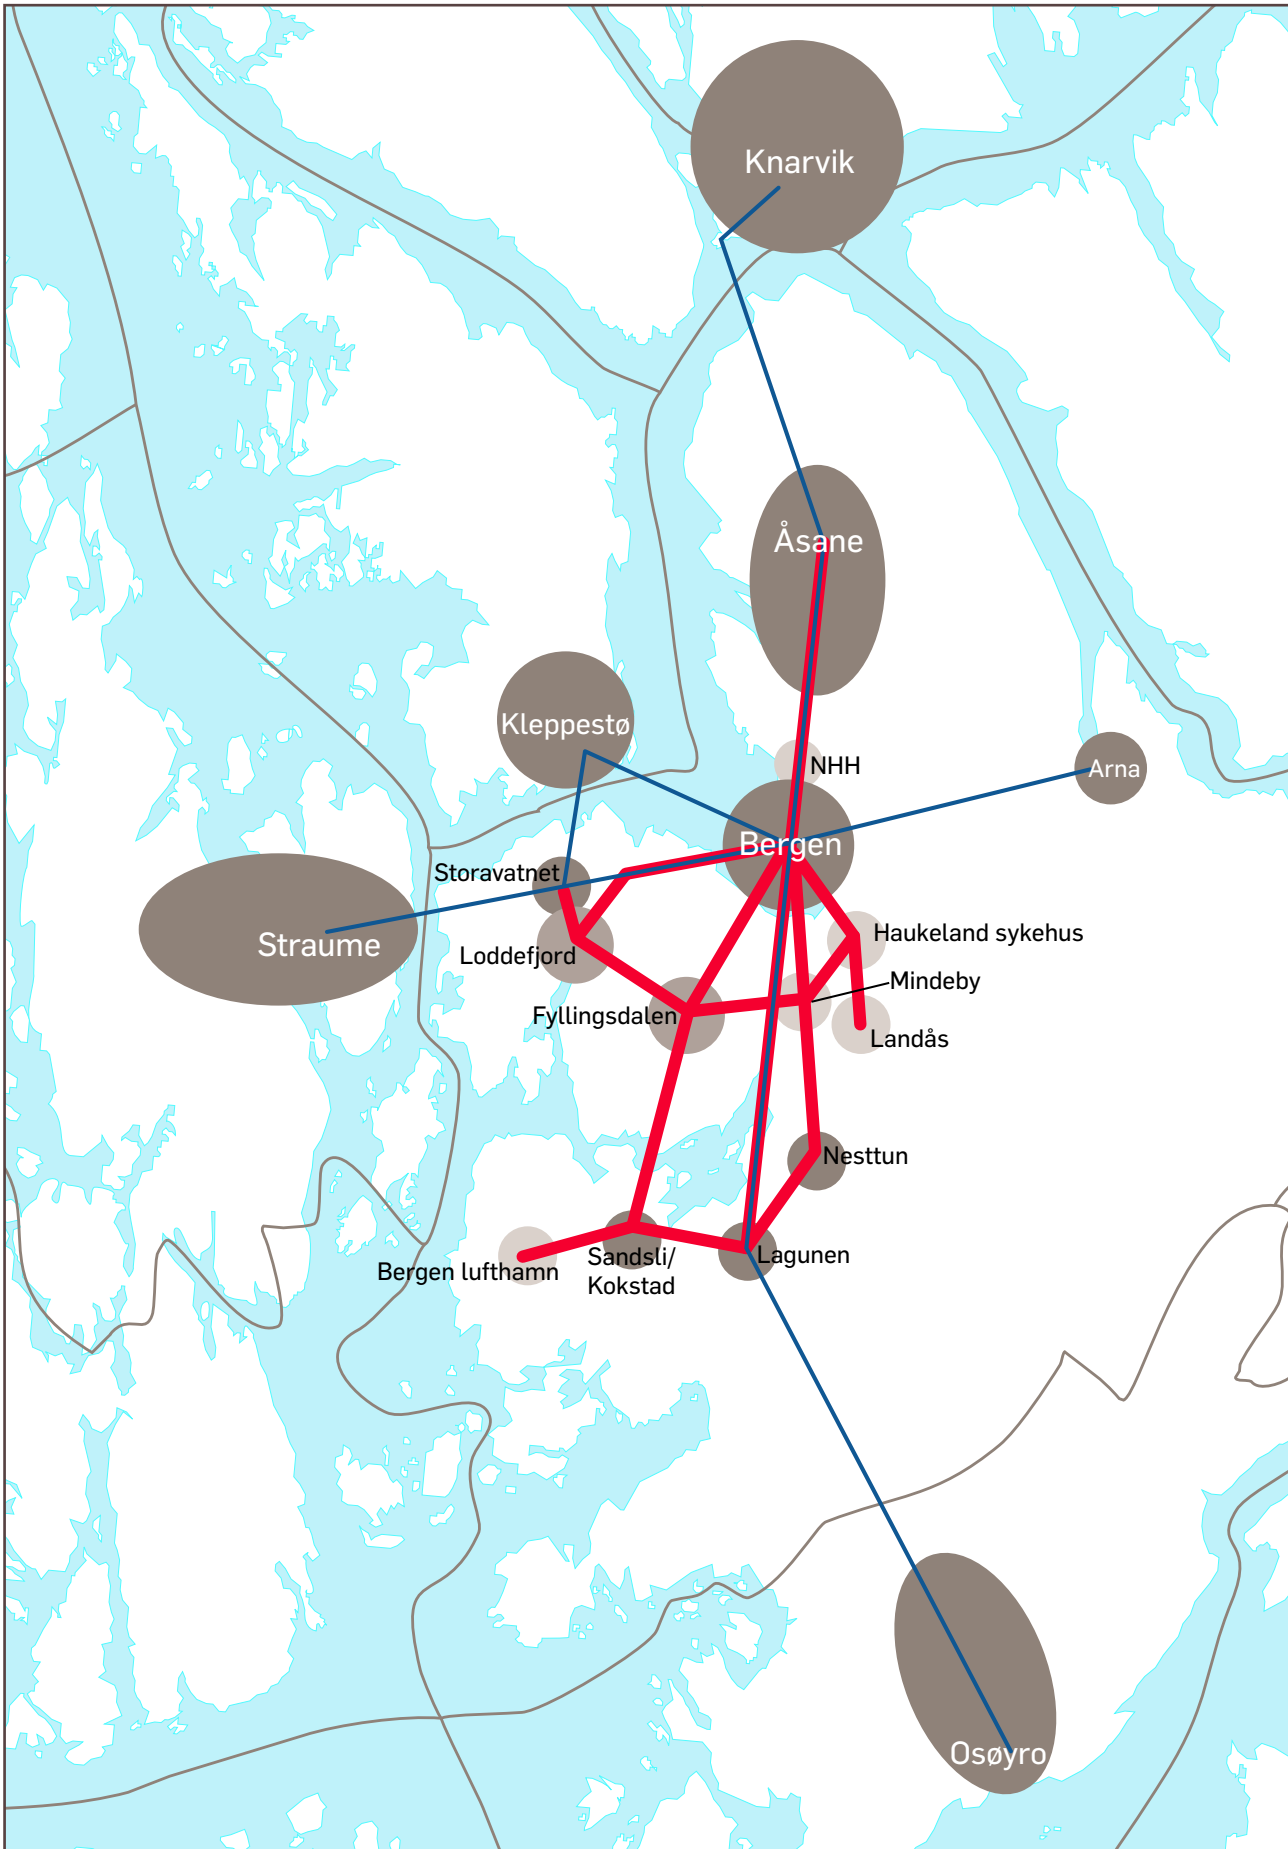 Knarvik
Åsane
Kleppestø
NHH
Arna
Bergen
Storavatnet
Straume
Loddefjord
Haukeland sykehus
Mindeby
Fyllingsdalen
Landås
Nesttun
Bergen lufthamn
Sandsli/
Kokstad
Lagunen
Osøyro